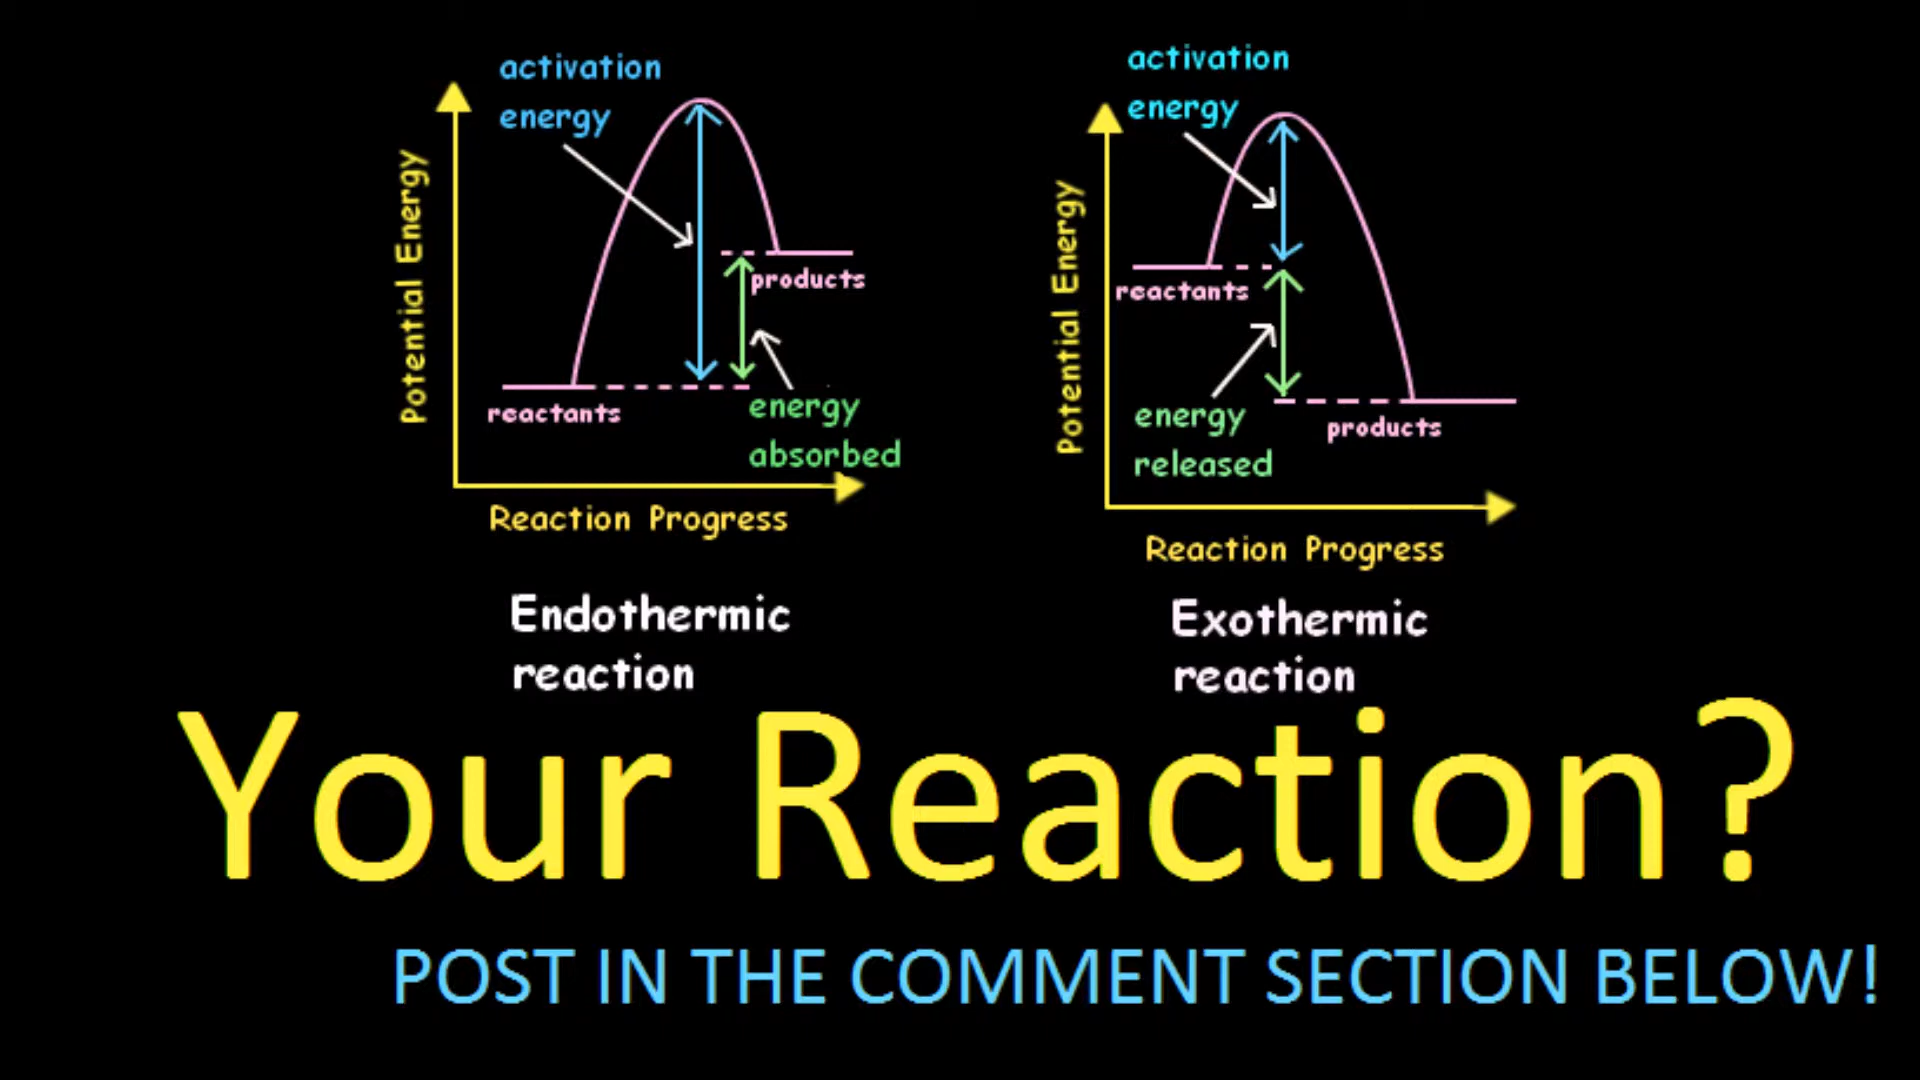 activation
energy
Potential Energy
products
reactants
energy
absorbed
Reaction Progress
Endothermic
reaction
activation
energy
Potential Energy
reactants
energy
released
products
Reaction Progress
Exothermic
reaction
Your Reaction?
POST IN THE COMMENT SECTION BELOW!